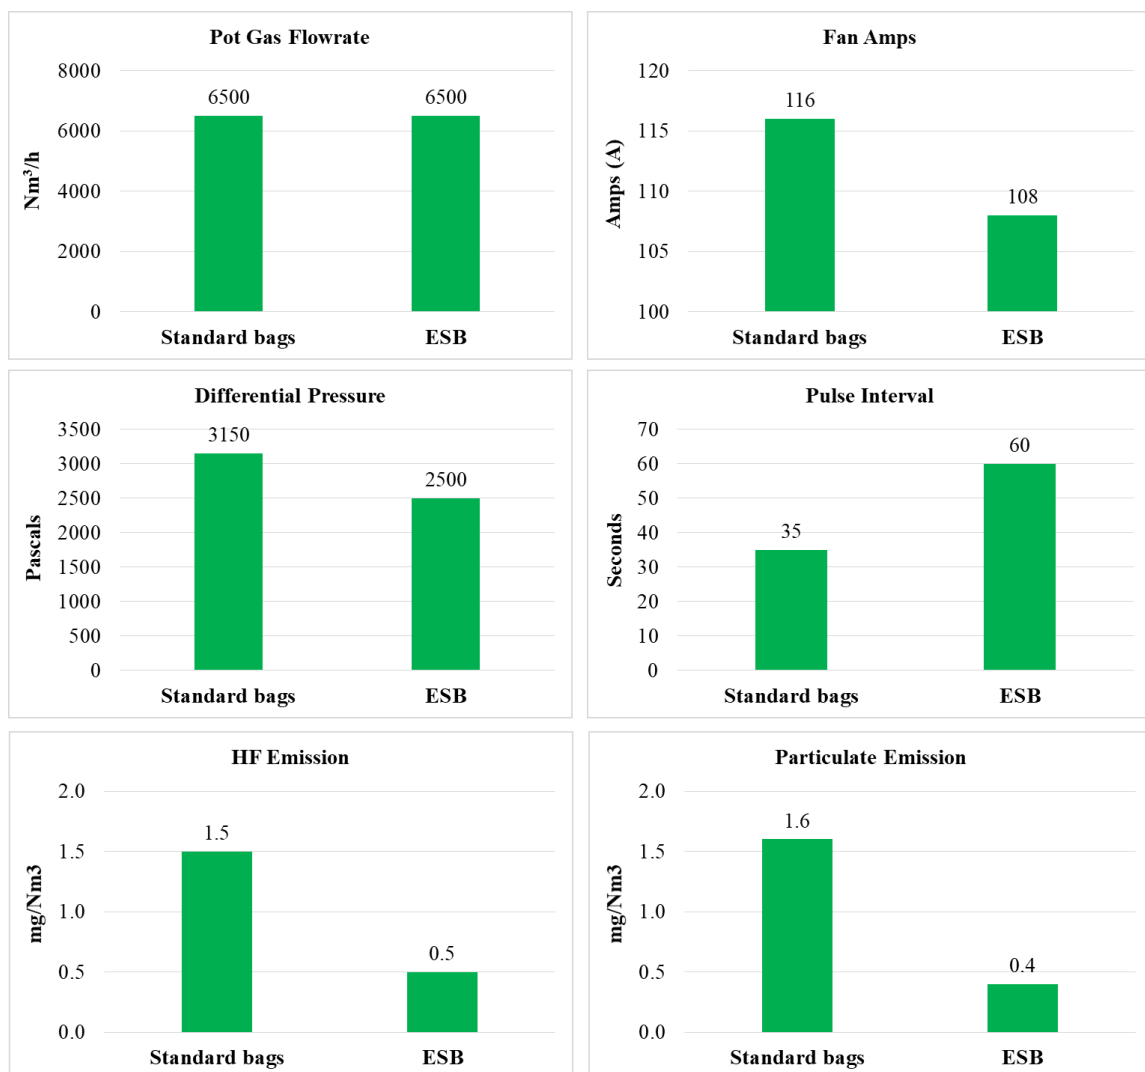 Pot Gas Flowrate
Nm³/h
8000
6000
4000
2000
0
6500
6500
Standard bags
ESB
Fan Amps
Amps (A)
120
115
110
105
100
116
108
Standard bags
ESB
Differential Pressure
Pascals
3500
3000
2500
2000
1500
1000
500
0
3150
2500
Standard bags
ESB
Pulse Interval
Seconds
70
60
50
40
30
20
10
0
35
60
Standard bags
ESB
HF Emission
mg/Nm3
2.0
1.5
1.0
0.5
0.0
1.5
0.5
Standard bags
ESB
Particulate Emission
mg/Nm3
2.0
1.5
1.0
0.5
0.0
1.6
0.4
Standard bags
ESB